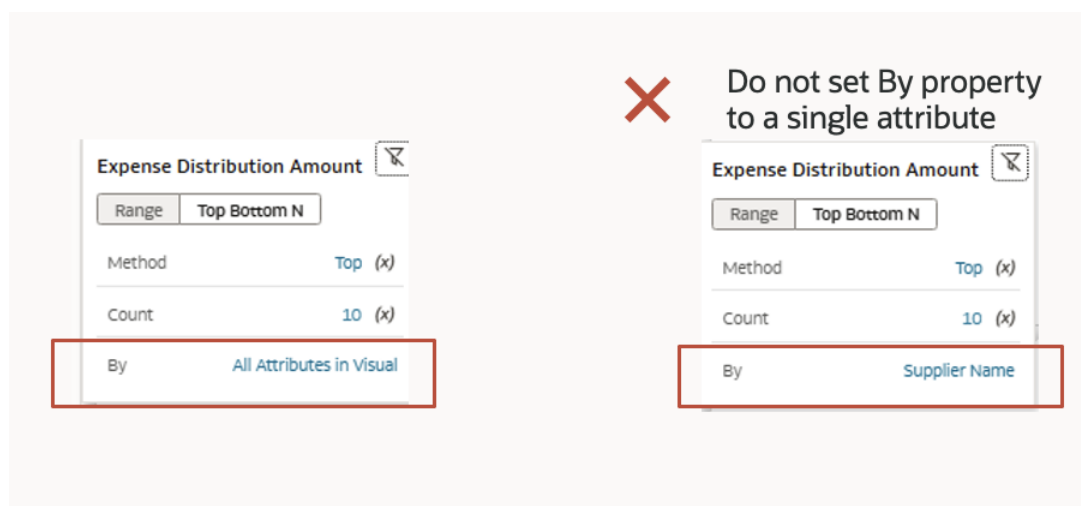 Do not set By property
to a single attribute
Expense Distribution Amount
Range Top Bottom N
Method Top (x)
Count 10 (x)
By All Attributes in Visual
Expense Distribution Amount
Range Top Bottom N
Method Top (x)
Count 10 (x)
By Supplier Name